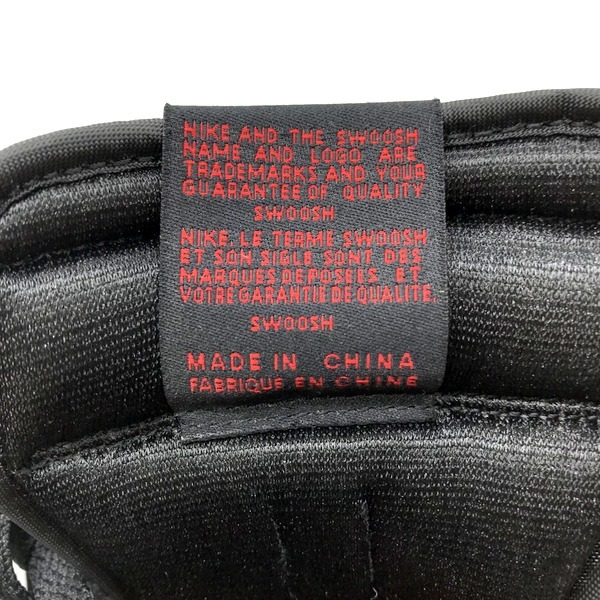 NIKE AND THE SWOOSH
NAME AND LOGO ARE
TRADEMARKS AND YOUR
GUARANTEE OF QUALITY
SWOOSH
NIKE, LE TERME SWOOSH
ET SON SIGLE SONT DES
MARQUES DEPOSEES ET
VOTRE GARANTIE DE QUALITE.
SWOOSH
MADE IN CHINA
FABRIQUE EN CHINE